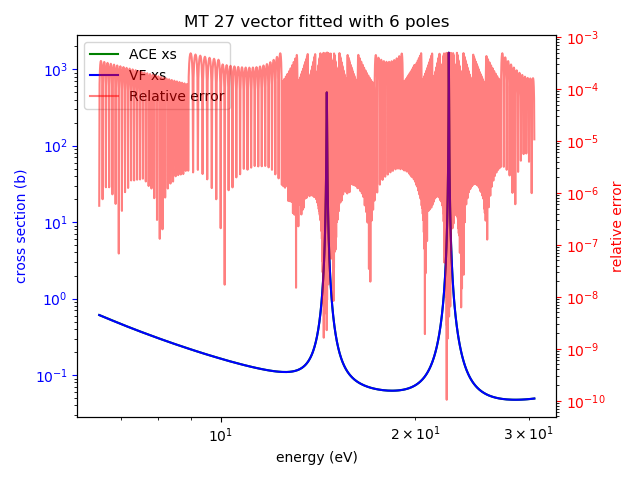 MT 27 vector fitted with 6 poles
ACE xs
VF xs
Relative error
10³
10²
10¹
10⁰
10⁻¹
cross section (b)
10⁻³
10⁻⁴
10⁻⁵
10⁻⁶
10⁻⁷
10⁻⁸
10⁻⁹
10⁻¹⁰
relative error
10¹
2 × 10¹
3 × 10¹
energy (eV)